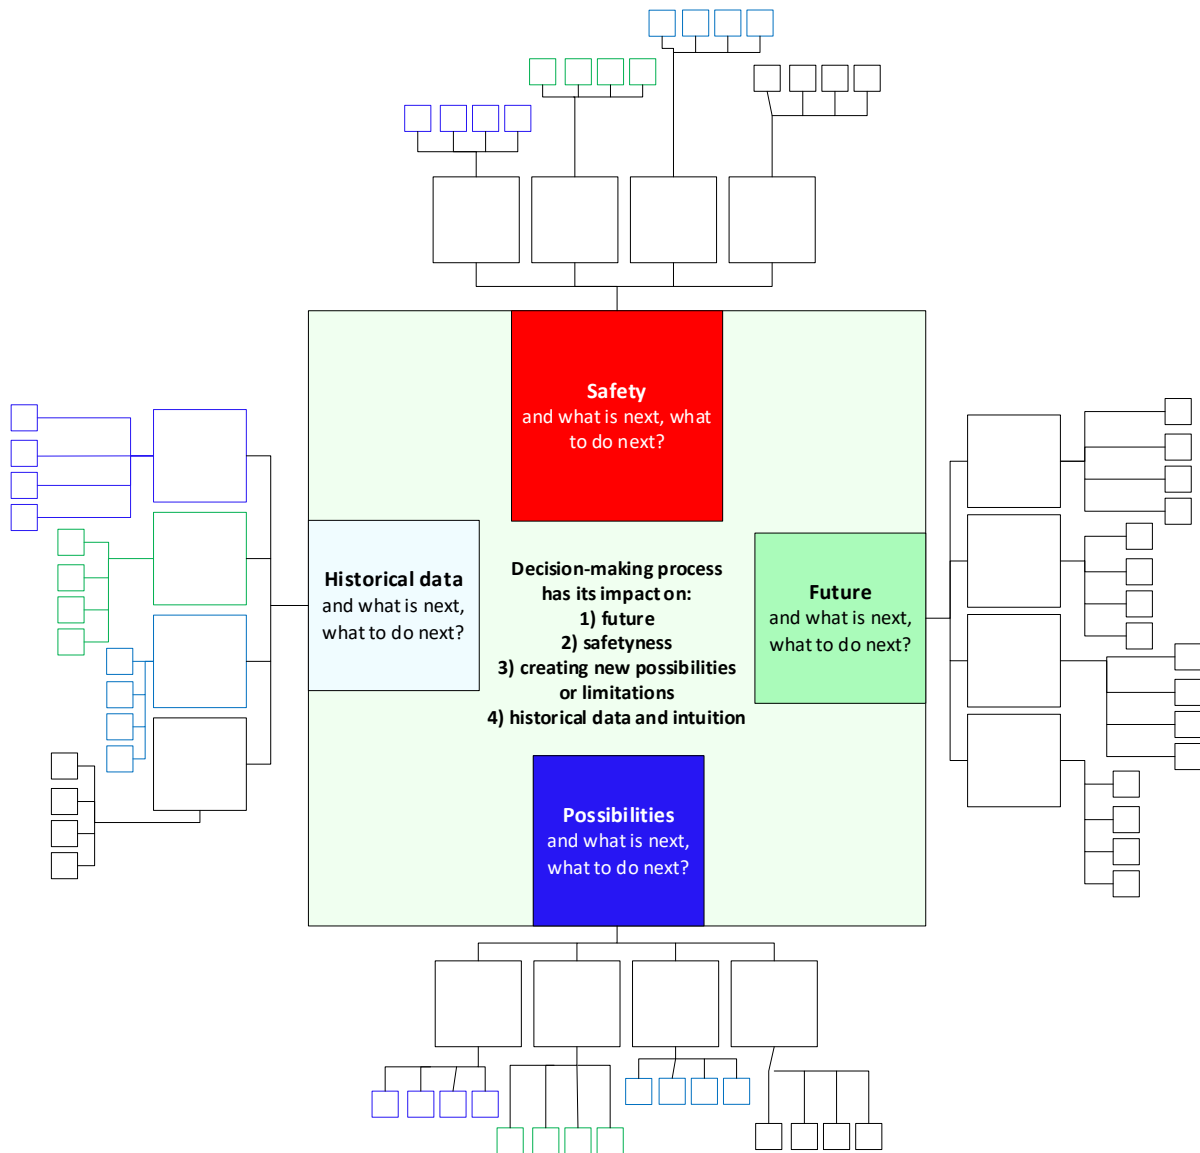 Safety
and what is next, what
to do next?
Historical data
and what is next,
what to do next?
Decision-making process
has its impact on:
1) future
2) safetyness
3) creating new possibilities
or limitations
4) historical data and intuition
Future
and what is next,
what to do next?
Possibilities
and what is next,
what to do next?